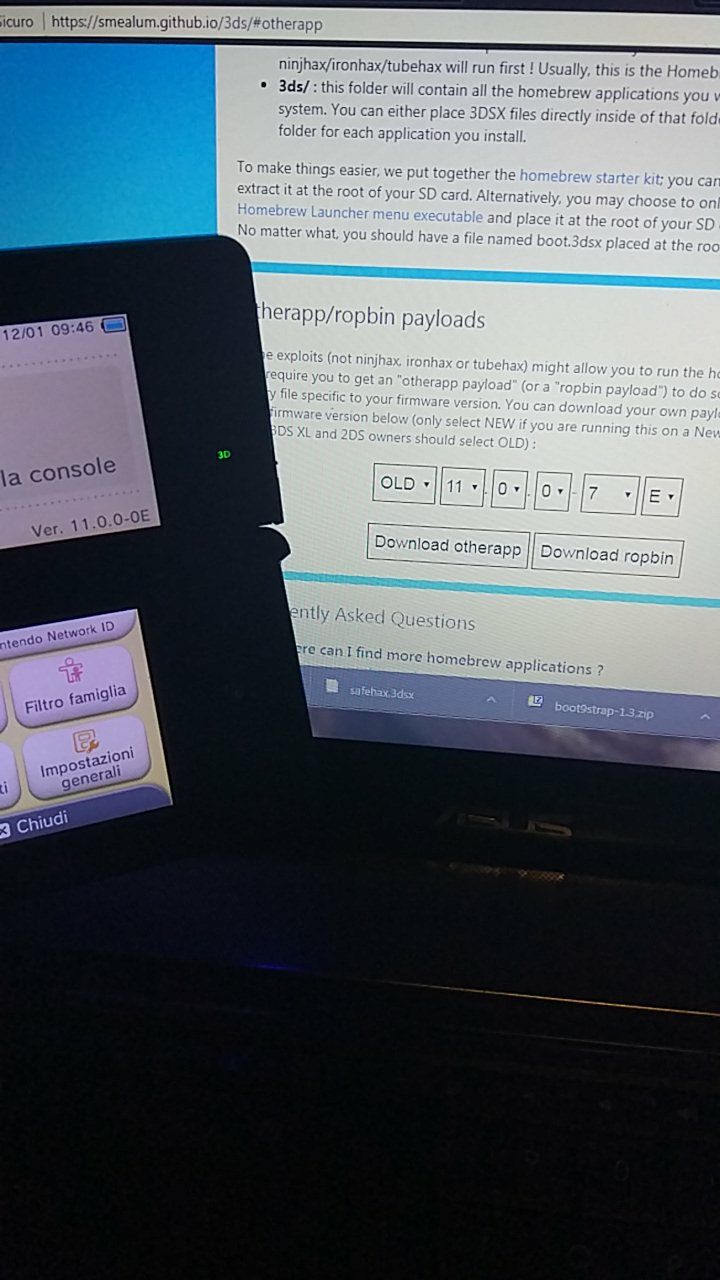 Sicuro | https://smealum.github.io/3ds/#otherapp
ninjhax/ironhax/tubehax will run first ! Usually, this is the Homeb
3ds/ : this folder will contain all the homebrew applications you
system. You can either place 3DSX files directly inside of that fold
folder for each application you install.
To make things easier, we put together the homebrew starter kit; you can
extract it at the root of your SD card. Alternatively, you may choose to onl
Homebrew Launcher menu executable and place it at the root of your SD
No matter what, you should have a file named boot.3dsx placed at the roo
therapp/ropbin payloads
e exploits (not ninjhax, ironhax or tubehax) might allow you to run the h
require you to get an "otherapp payload" (or a "ropbin payload") to do s
y file specific to your firmware version. You can download your own payl
firmware version below (only select NEW if you are running this on a New
3DS XL and 2DS owners should select OLD) :
OLD 11 . 0 . 0 - 7 E
Download otherapp Download ropbin
ently Asked Questions
ere can I find more homebrew applications ?
safehax.3dsx
boot9strap-1.3.zip
12/01 09:46
la console
Ver. 11.0.0-0E
3D
ntendo Network ID
Filtro famiglia
ti
Impostazioni
generali
x Chiudi